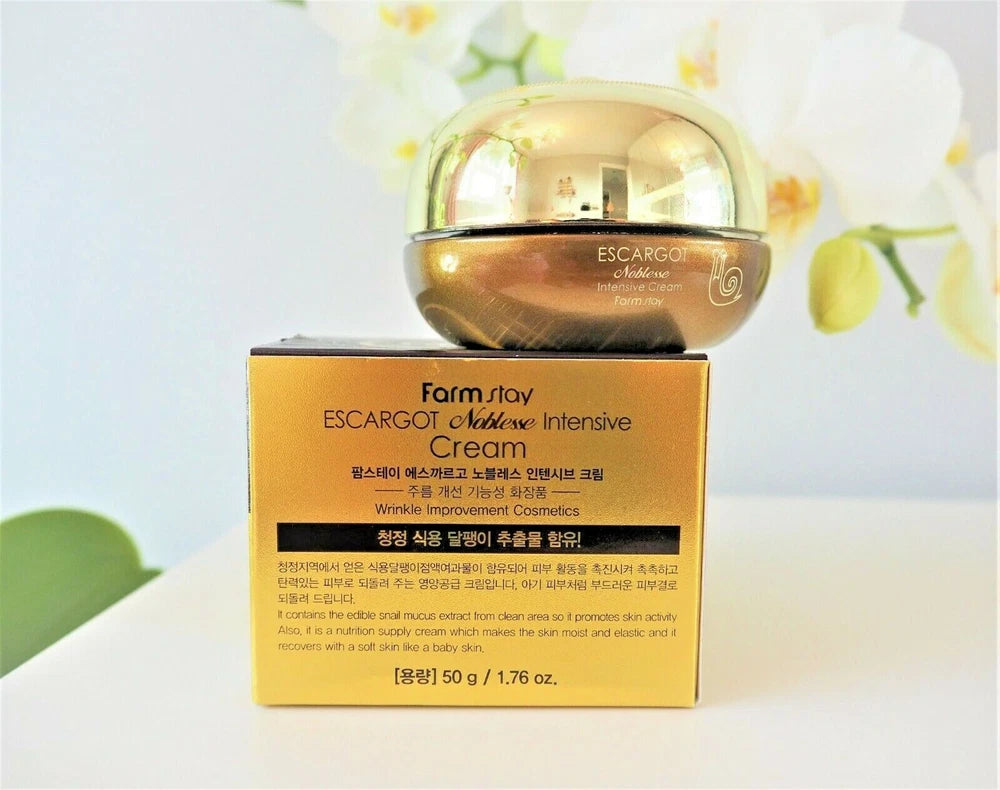 ESCARGOT
Noblesse
Intensive Cream
Farmstay
Farmstay
ESCARGOT Noblesse Intensive
Cream
팜스테이 에스까르고 노블레스 인텐시브 크림
주름 개선 기능성 화장품
Wrinkle Improvement Cosmetics
청정 식용 달팽이 추출물 함유!
청정지역에서 얻은 식용달팽이점액여과물이 함유되어 피부 활동을 촉진시켜 촉촉하고
탄력있는 피부로 되돌려 주는 영양공급 크림입니다. 아기 피부처럼 부드러운 피부결로
되돌려 드립니다.
It contains the edible snail mucus extract from clean area so it promotes skin activity
Also, it is a nutrition supply cream which makes the skin moist and elastic and it
recovers with a soft skin like a baby skin.
[용량] 50 g / 1.76 oz.